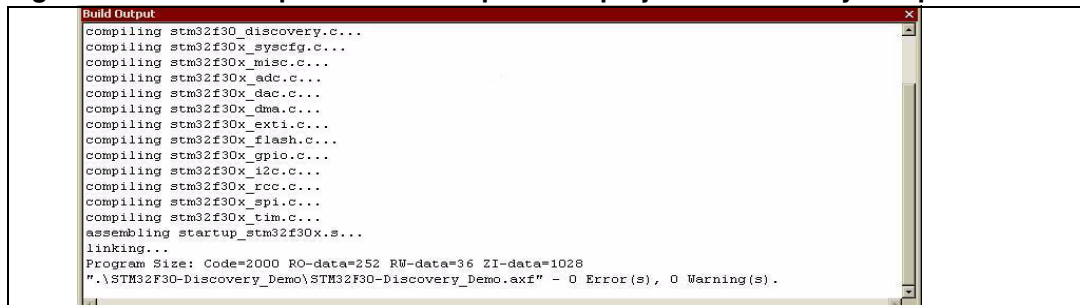 Build Output
compiling stm32f30_discovery.c...
compiling stm32f30x_syscfg.c...
compiling stm32f30x_misc.c...
compiling stm32f30x_adc.c...
compiling stm32f30x_dac.c...
compiling stm32f30x_dma.c...
compiling stm32f30x_exti.c...
compiling stm32f30x_flash.c...
compiling stm32f30x_gpio.c...
compiling stm32f30x_i2c.c...
compiling stm32f30x_rcc.c...
compiling stm32f30x_spi.c...
compiling stm32f30x_tim.c...
assembling startup_stm32f30x.s...
linking...
Program Size: Code=2000 RO-data=252 RW-data=36 ZI-data=1028
".\STM32F30-Discovery_Demo\STM32F30-Discovery_Demo.axf" - 0 Error(s), 0 Warning(s).